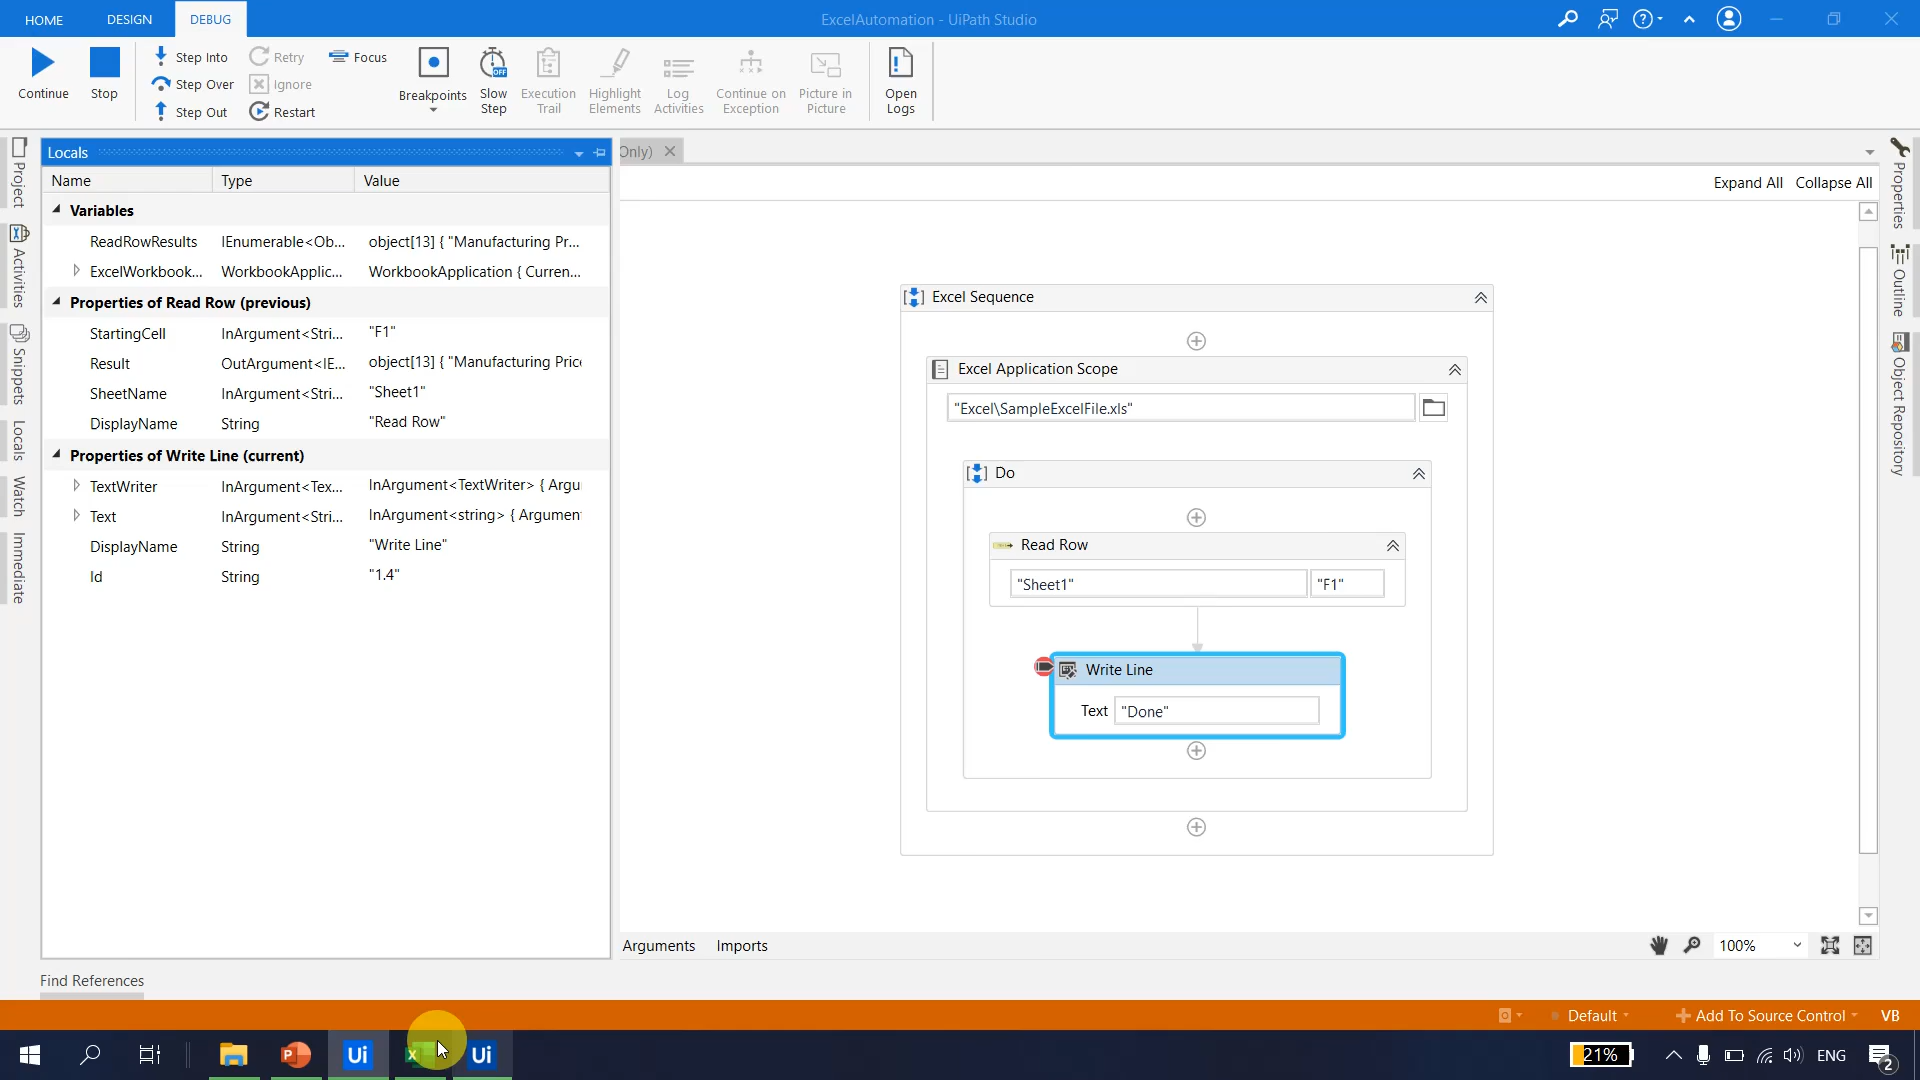 HOME DESIGN DEBUG
ExcelAutomation - UiPath Studio
Continue
Stop
Step Into
Step Over
Step Out
Retry
Ignore
Restart
Focus
Breakpoints
Slow Step
OFF
Execution Trail
Highlight Elements
Log Activities
Continue on Exception
Picture in Picture
Open Logs
Project
Activities
Snippets
Locals
Watch
Immediate
Locals
Name Type Value
Variables
ReadRowResults IEnumerable<Ob... object[13] { "Manufacturing Pr...
ExcelWorkbook... WorkbookApplic... WorkbookApplication { Curren...
Properties of Read Row (previous)
StartingCell InArgument<Stri... "F1"
Result OutArgument<IE... object[13] { "Manufacturing Price
SheetName InArgument<Stri... "Sheet1"
DisplayName String "Read Row"
Properties of Write Line (current)
TextWriter InArgument<Tex... InArgument<TextWriter> { Argu
Text InArgument<Stri... InArgument<string> { Argument
DisplayName String "Write Line"
Id String "1.4"
Find References
Only)
Expand All Collapse All
Excel Sequence
Excel Application Scope
"Excel\SampleExcelFile.xls"
Do
Read Row
"Sheet1" "F1"
Write Line
Text "Done"
Arguments Imports
100%
Properties
Outline
Object Repository
Default Add To Source Control VB
P Ui X Ui
21% ENG 2